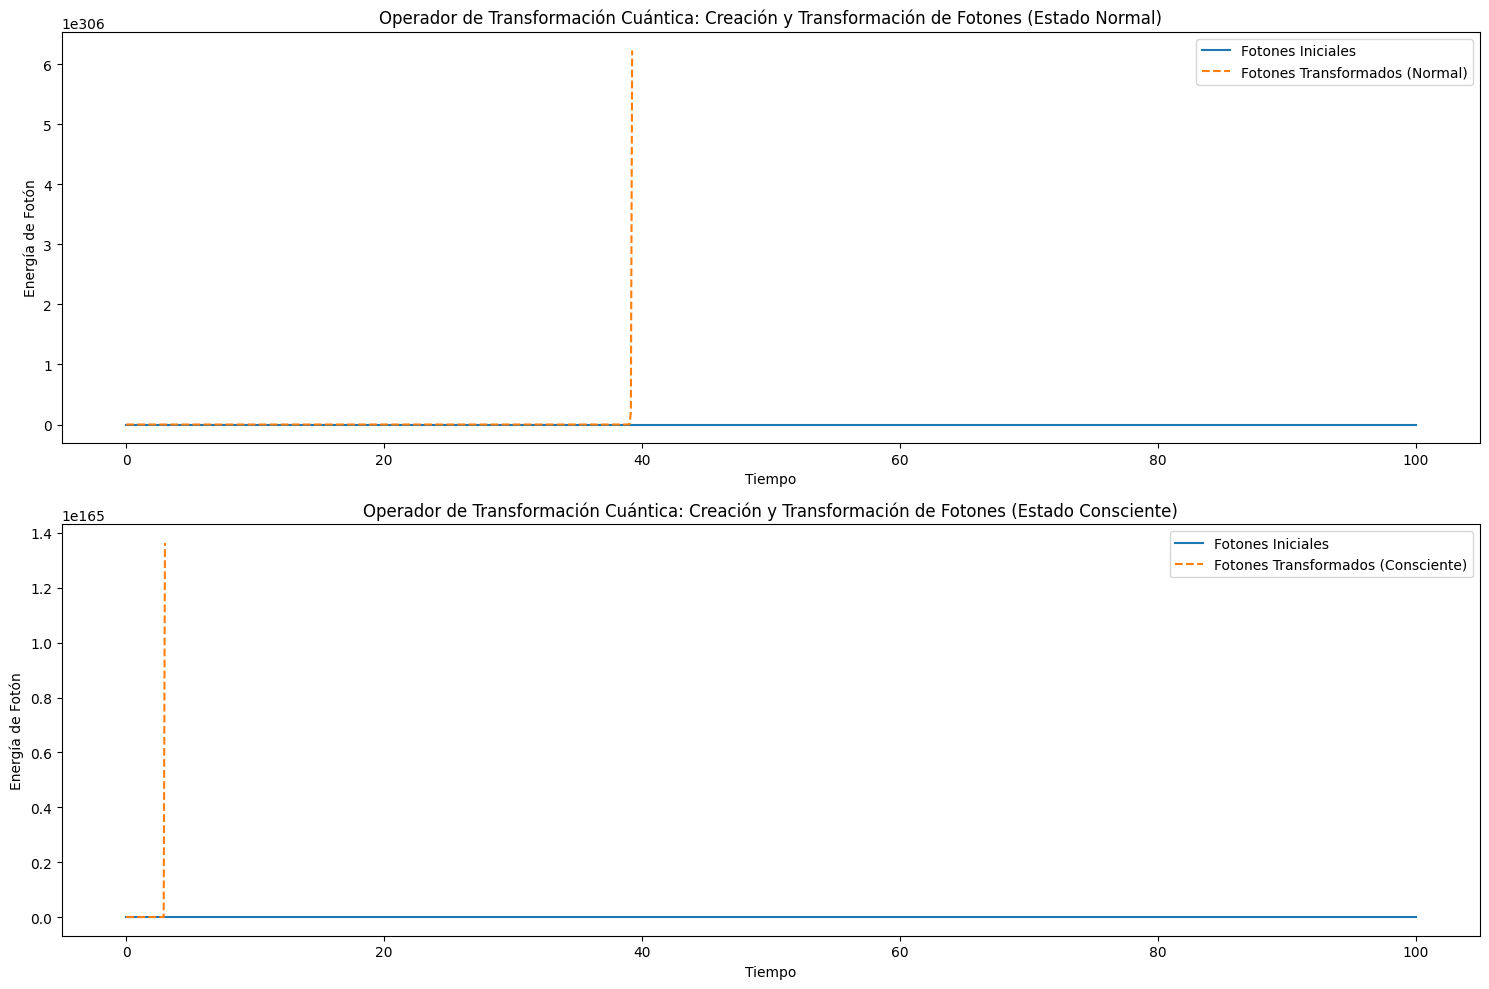 Operador de Transformación Cuántica: Creación y Transformación de Fotones (Estado Normal)
1e306
Fotones Iniciales
Fotones Transformados (Normal)
Energía de Fotón
6
5
4
3
2
1
0
0 20 40 60 80 100
Tiempo
Operador de Transformación Cuántica: Creación y Transformación de Fotones (Estado Consciente)
1e165
Fotones Iniciales
Fotones Transformados (Consciente)
Energía de Fotón
1.4
1.2
1.0
0.8
0.6
0.4
0.2
0.0
0 20 40 60 80 100
Tiempo